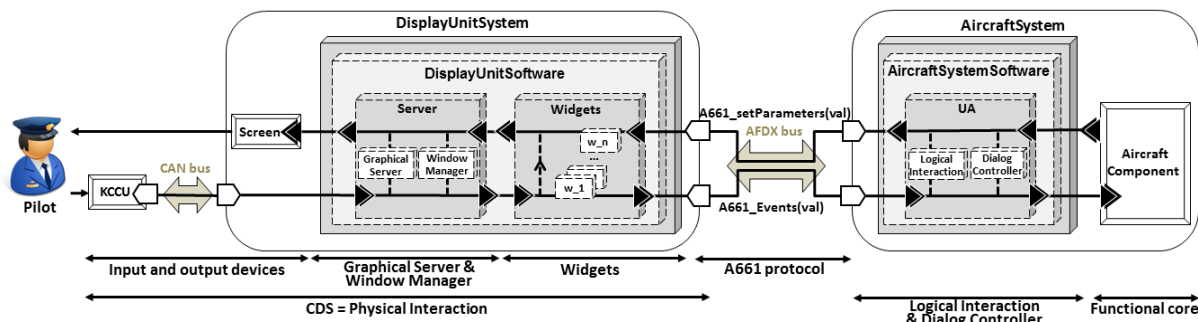 DisplayUnitSystem
AircraftSystem
DisplayUnitSoftware
AircraftSystemSoftware
Server
Widgets
UA
A661_setParameters(val)
Screen
AFDX bus
w_n
...
w_1
Graphical
Server
Window
Manager
Logical
Interaction
Dialog
Controller
Aircraft
Component
CAN bus
KCCU
Pilot
A661_Events(val)
Input and output devices
Graphical Server &
Window Manager
Widgets
A661 protocol
CDS = Physical Interaction
Logical Interaction
& Dialog Controller
Functional core